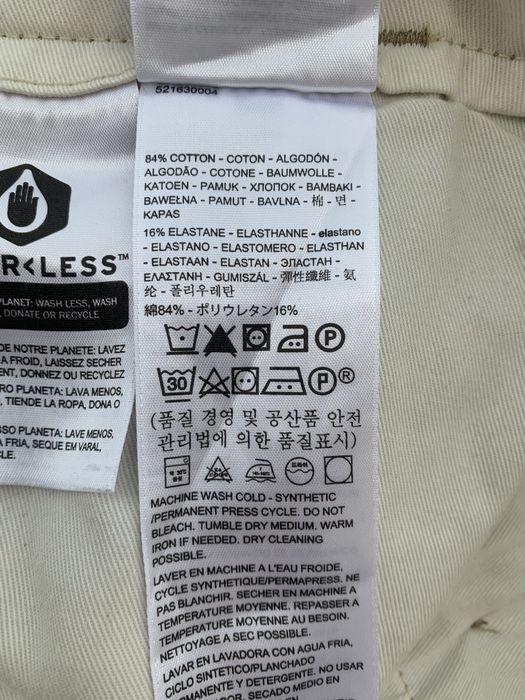 521630004
84% COTTON - COTON - ALGODÓN -
ALGODÃO - COTONE - BAUMWOLLE -
KATOEN - PAMUK - ХЛОПОК - BAMBAKI -
BAWEŁNA - PAMUT - BAVLNA - 棉 - 면 -
KAPAS
16% ELASTANE - ELASTHANNE - elastano
- ELASTANO - ELASTOMERO - ELASTHAN
- ELASTAAN - ELASTAN - ЭЛАСТАН -
ΕΛΑΣΤΑΝΗ - GUMISZÁL - 彈性纖維 - 氨
纶 - 폴리우레탄
綿84% - ポリウレタン16%
P
30
P ®
(품질 경영 및 공산품 안전
관리법에 의한 품질표시)
MACHINE WASH COLD - SYNTHETIC
/PERMANENT PRESS CYCLE. DO NOT
BLEACH. TUMBLE DRY MEDIUM. WARM
IRON IF NEEDED. DRY CLEANING
POSSIBLE.
LAVER EN MACHINE A L'EAU FROIDE,
CYCLE SYNTHETIQUE/PERMAPRESS. NE
PAS BLANCHIR. SECHER EN MACHINE A
TEMPERATURE MOYENNE. REPASSER A
TEMPERATURE MOYENNE AU BESOIN.
NETTOYAGE A SEC POSSIBLE.
LAVAR EN LAVADORA CON AGUA FRIA,
CICLO SINTETICO/PLANCHADO
PERMANENTE Y DETERGENTE. NO USAR
SECADO MEDIO EN
R<LESS™
PLANET: WASH LESS, WASH
, DONATE OR RECYCLE
DE NOTRE PLANETE: LAVEZ
A FROID, LAISSEZ SECHER
ENT, DONNEZ OU RECYCLEZ
RO PLANETA: LAVA MENOS,
, TIENDE LA ROPA, DONA O
SSO PLANETA: LAVE MENOS,
A FRIA, SEQUE EM VARAL,
CLE.